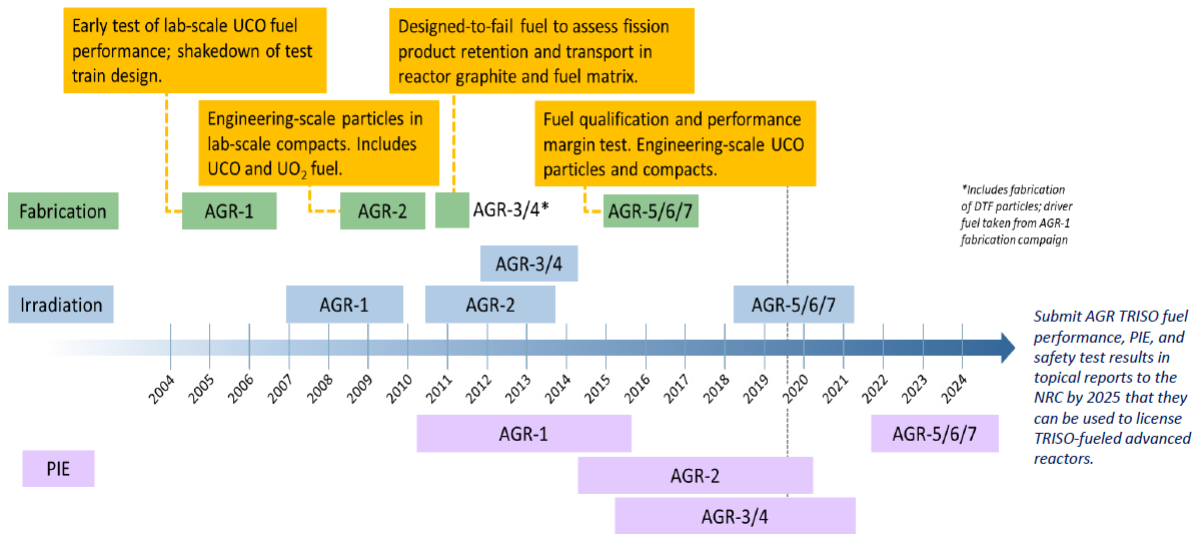 Early test of lab-scale UCO fuel
performance; shakedown of test
train design.
Designed-to-fail fuel to assess fission
product retention and transport in
reactor graphite and fuel matrix.
Engineering-scale particles in
lab-scale compacts. Includes
UCO and UO₂ fuel.
Fuel qualification and performance
margin test. Engineering-scale UCO
particles and compacts.
Fabrication
AGR-1
AGR-2
AGR-3/4*
AGR-5/6/7
*Includes fabrication
of DTF particles; driver
fuel taken from AGR-1
fabrication campaign
AGR-3/4
Irradiation
AGR-1
AGR-2
AGR-5/6/7
2004
2005
2006
2007
2008
2009
2010
2011
2012
2013
2014
2015
2016
2017
2018
2019
2020
2021
2022
2023
2024
Submit AGR TRISO fuel
performance, PIE, and
safety test results in
topical reports to the
NRC by 2025 that they
can be used to license
TRISO-fueled advanced
reactors.
AGR-1
AGR-5/6/7
PIE
AGR-2
AGR-3/4